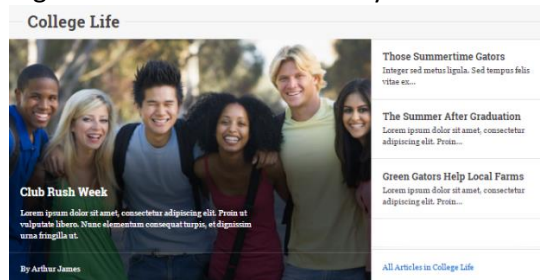 College Life
Club Rush Week
Lorem ipsum dolor sit amet, consectetur adipiscing elit. Proin ut
vulputate libero. Nunc elementum consequat turpis, et dignissim
urna fringilla ut.
By Arthur James
Those Summertime Gators
Integer sed metus ligula. Sed tempus felis
vitae ex...
The Summer After Graduation
Lorem ipsum dolor sit amet, consectetur
adipiscing elit. Proin...
Green Gators Help Local Farms
Lorem ipsum dolor sit amet, consectetur
adipiscing elit. Proin...
All Articles in College Life